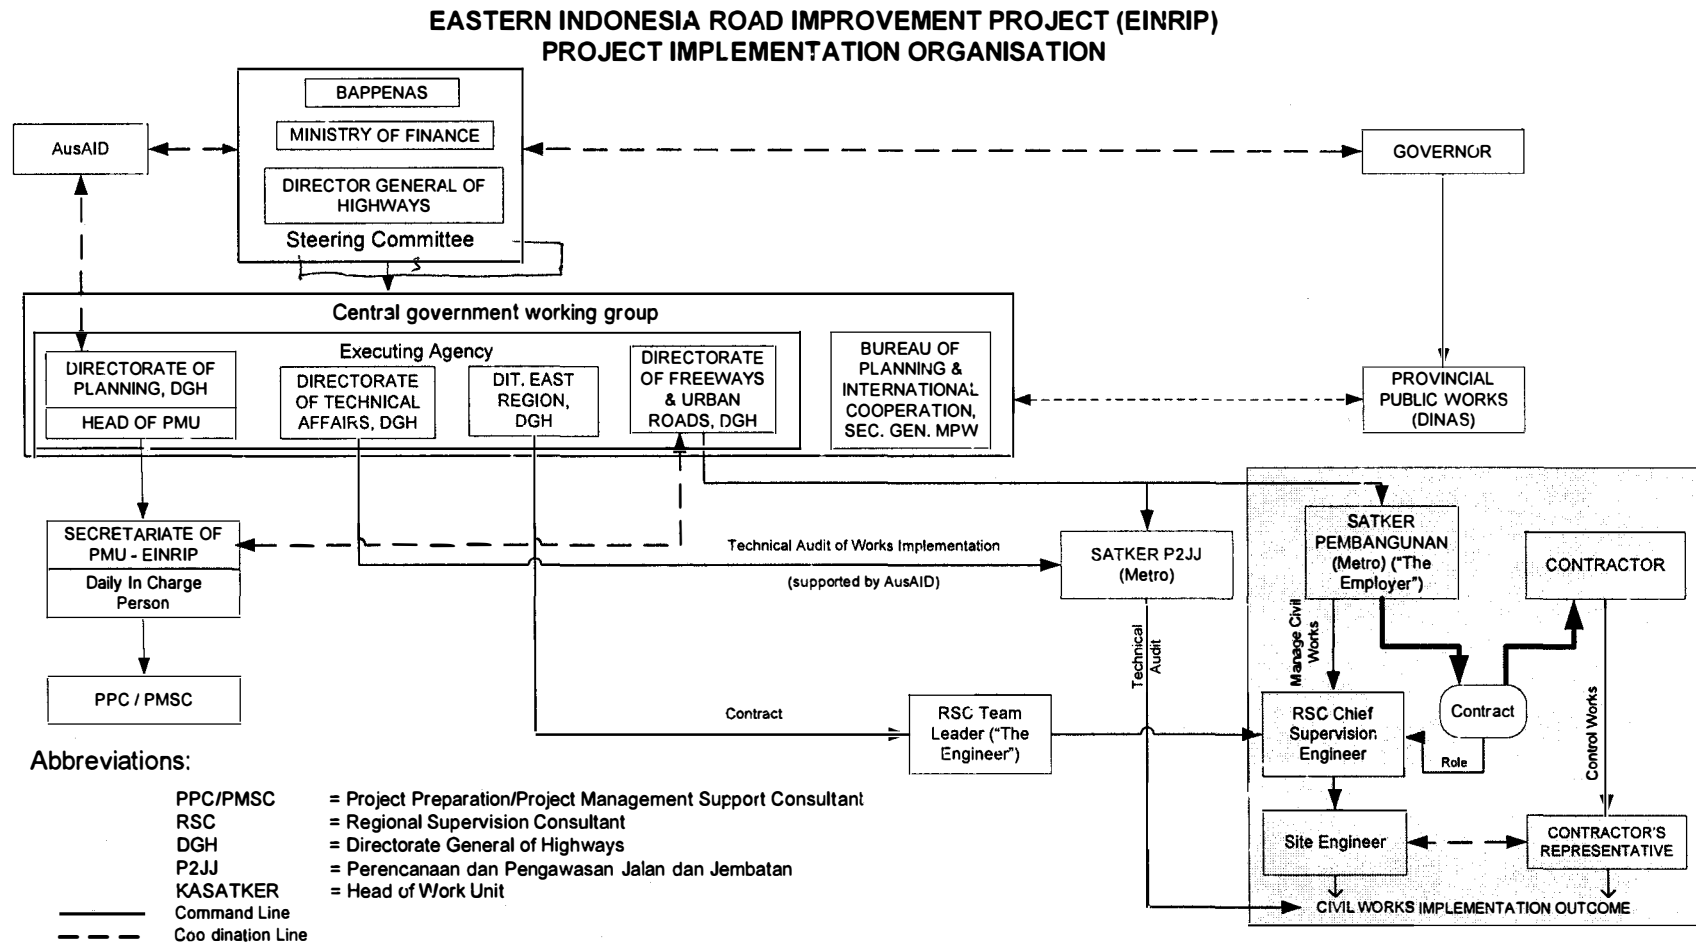 EASTERN INDONESIA ROAD IMPROVEMENT PROJECT (EINRIP)
PROJECT IMPLEMENTATION ORGANISATION
BAPPENAS
MINISTRY OF FINANCE
DIRECTOR GENERAL OF
HIGHWAYS
Steering Committee
AusAID
GOVERNOR
Central government working group
Executing Agency
DIRECTORATE OF
PLANNING, DGH
HEAD OF PMU
DIRECTORATE
OF TECHNICAL
AFFAIRS, DGH
DIT. EAST
REGION,
DGH
DIRECTORATE
OF FREEWAYS
& URBAN
ROADS, DGH
BUREAU OF
PLANNING &
INTERNATIONAL
COOPERATION,
SEC. GEN. MPW
PROVINCIAL
PUBLIC WORKS
(DINAS)
SECRETARIATE OF
PMU - EINRIP
Daily In Charge
Person
PPC / PMSC
Technical Audit of Works Implementation
(supported by AusAID)
SATKER P2JJ
(Metro)
SATKER
PEMBANGUNAN
(Metro) ("The
Employer")
CONTRACTOR
Technical
Audit
Manage Civil
Works
Contract
RSC Team
Leader ("The
Engineer")
RSC Chief
Supervision
Engineer
Contract
Role
Control Works
Site Engineer
CONTRACTOR'S
REPRESENTATIVE
CIVIL WORKS IMPLEMENTATION OUTCOME
Abbreviations:
PPC/PMSC = Project Preparation/Project Management Support Consultant
RSC = Regional Supervision Consultant
DGH = Directorate General of Highways
P2JJ = Perencanaan dan Pengawasan Jalan dan Jembatan
KASATKER = Head of Work Unit
Command Line
Coo dination Line